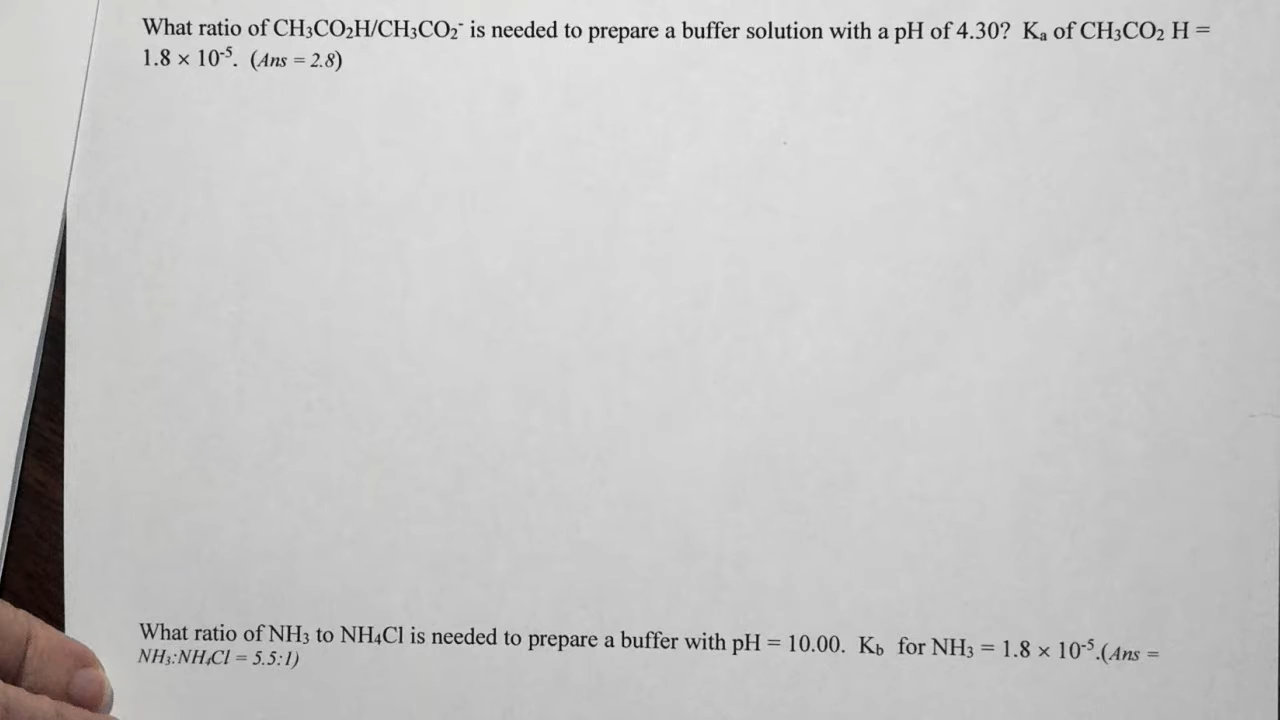 What ratio of CH₃CO₂H/CH₃CO₂⁻ is needed to prepare a buffer solution with a pH of 4.30? Kₐ of CH₃CO₂ H =
1.8 × 10⁻⁵. (Ans = 2.8)
What ratio of NH₃ to NH₄Cl is needed to prepare a buffer with pH = 10.00. K_b for NH₃ = 1.8 × 10⁻⁵.(Ans =
NH₃:NH₄Cl = 5.5:1)